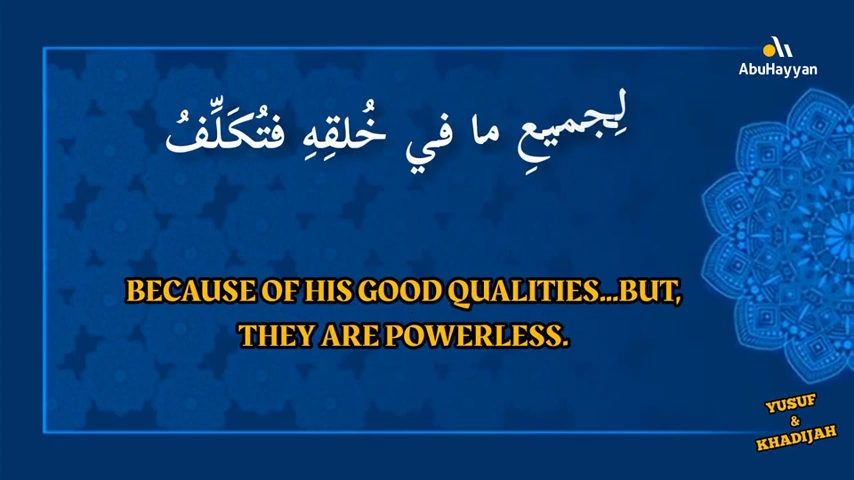 AbuHayyan
لِجميعِ ما في خُلقِهِ فتُكَلِّفُ
BECAUSE OF HIS GOOD QUALITIES...BUT,
THEY ARE POWERLESS.
YUSUF
&
KHADIJAH